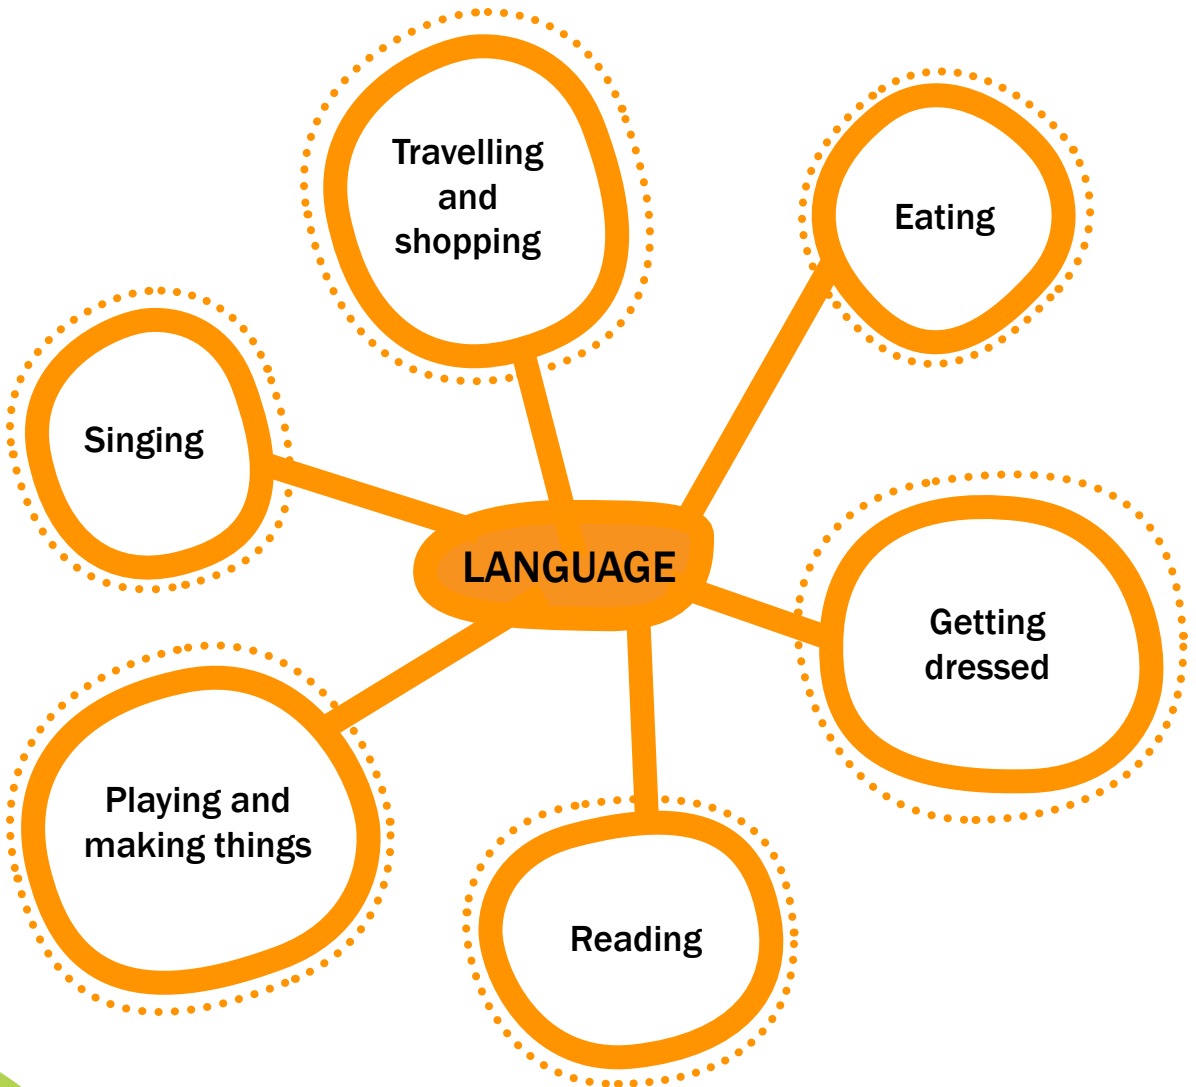 Travelling
and
shopping
Eating
Singing
LANGUAGE
Getting
dressed
Playing and
making things
Reading